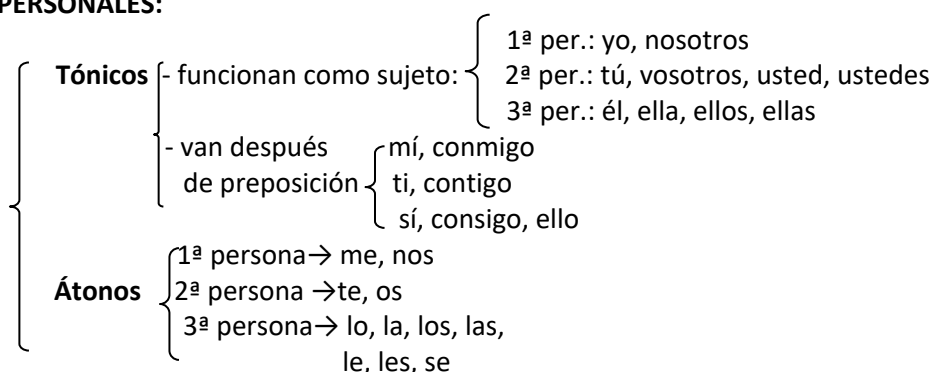 PERSONALES:
1ª per.: yo, nosotros
Tónicos - funcionan como sujeto: 2ª per.: tú, vosotros, usted, ustedes
3ª per.: él, ella, ellos, ellas
- van después mí, conmigo
de preposición ti, contigo
sí, consigo, ello
1ª persona→ me, nos
Átonos 2ª persona →te, os
3ª persona→ lo, la, los, las,
le, les, se